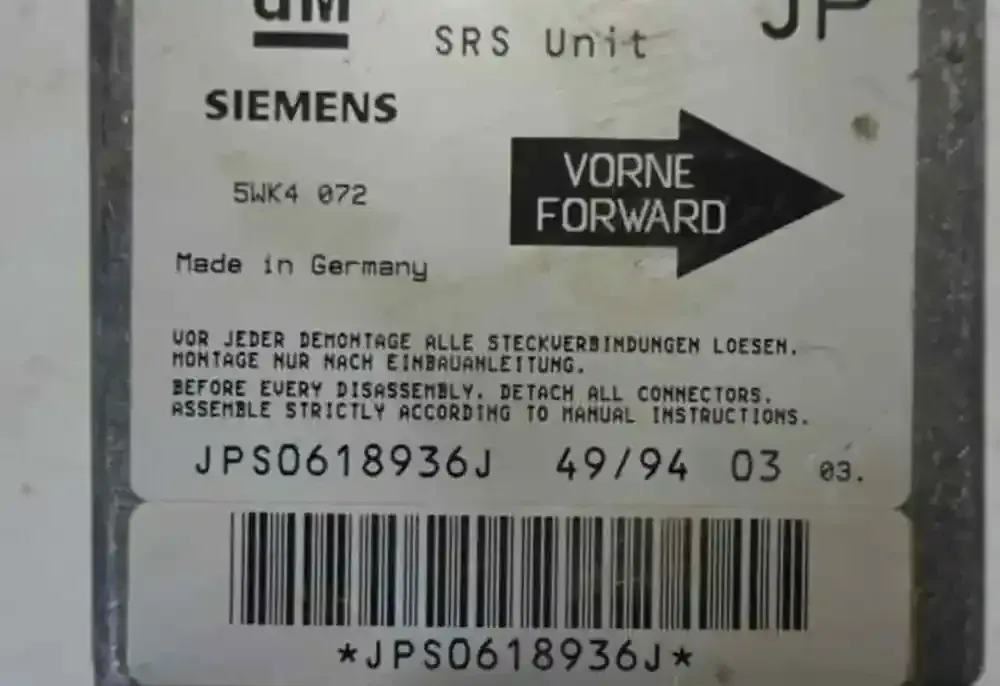 GM
JP
SRS Unit
SIEMENS
VORNE
FORWARD
5WK4 072
Made in Germany
VOR JEDER DEMONTAGE ALLE STECKVERBINDUNGEN LOESEN.
MONTAGE NUR NACH EINBAUANLEITUNG.
BEFORE EVERY DISASSEMBLY. DETACH ALL CONNECTORS.
ASSEMBLE STRICTLY ACCORDING TO MANUAL INSTRUCTIONS.
JPS0618936J 49/94 03 03.
*JPS0618936J*